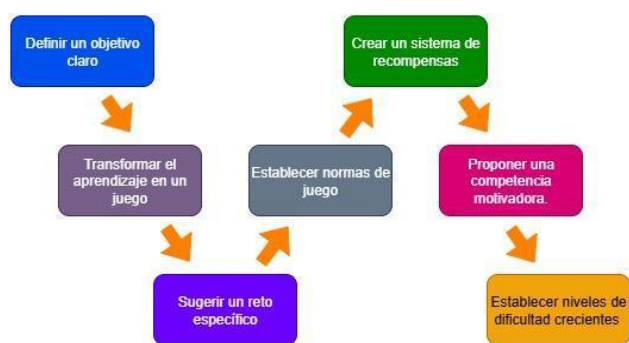 Definir un objetivo
claro
Transformar el
aprendizaje en un
juego
Sugerir un reto
específico
Establecer normas de
juego
Crear un sistema de
recompensas
Proponer una
competencia
motivadora.
Establecer niveles de
dificultad crecientes